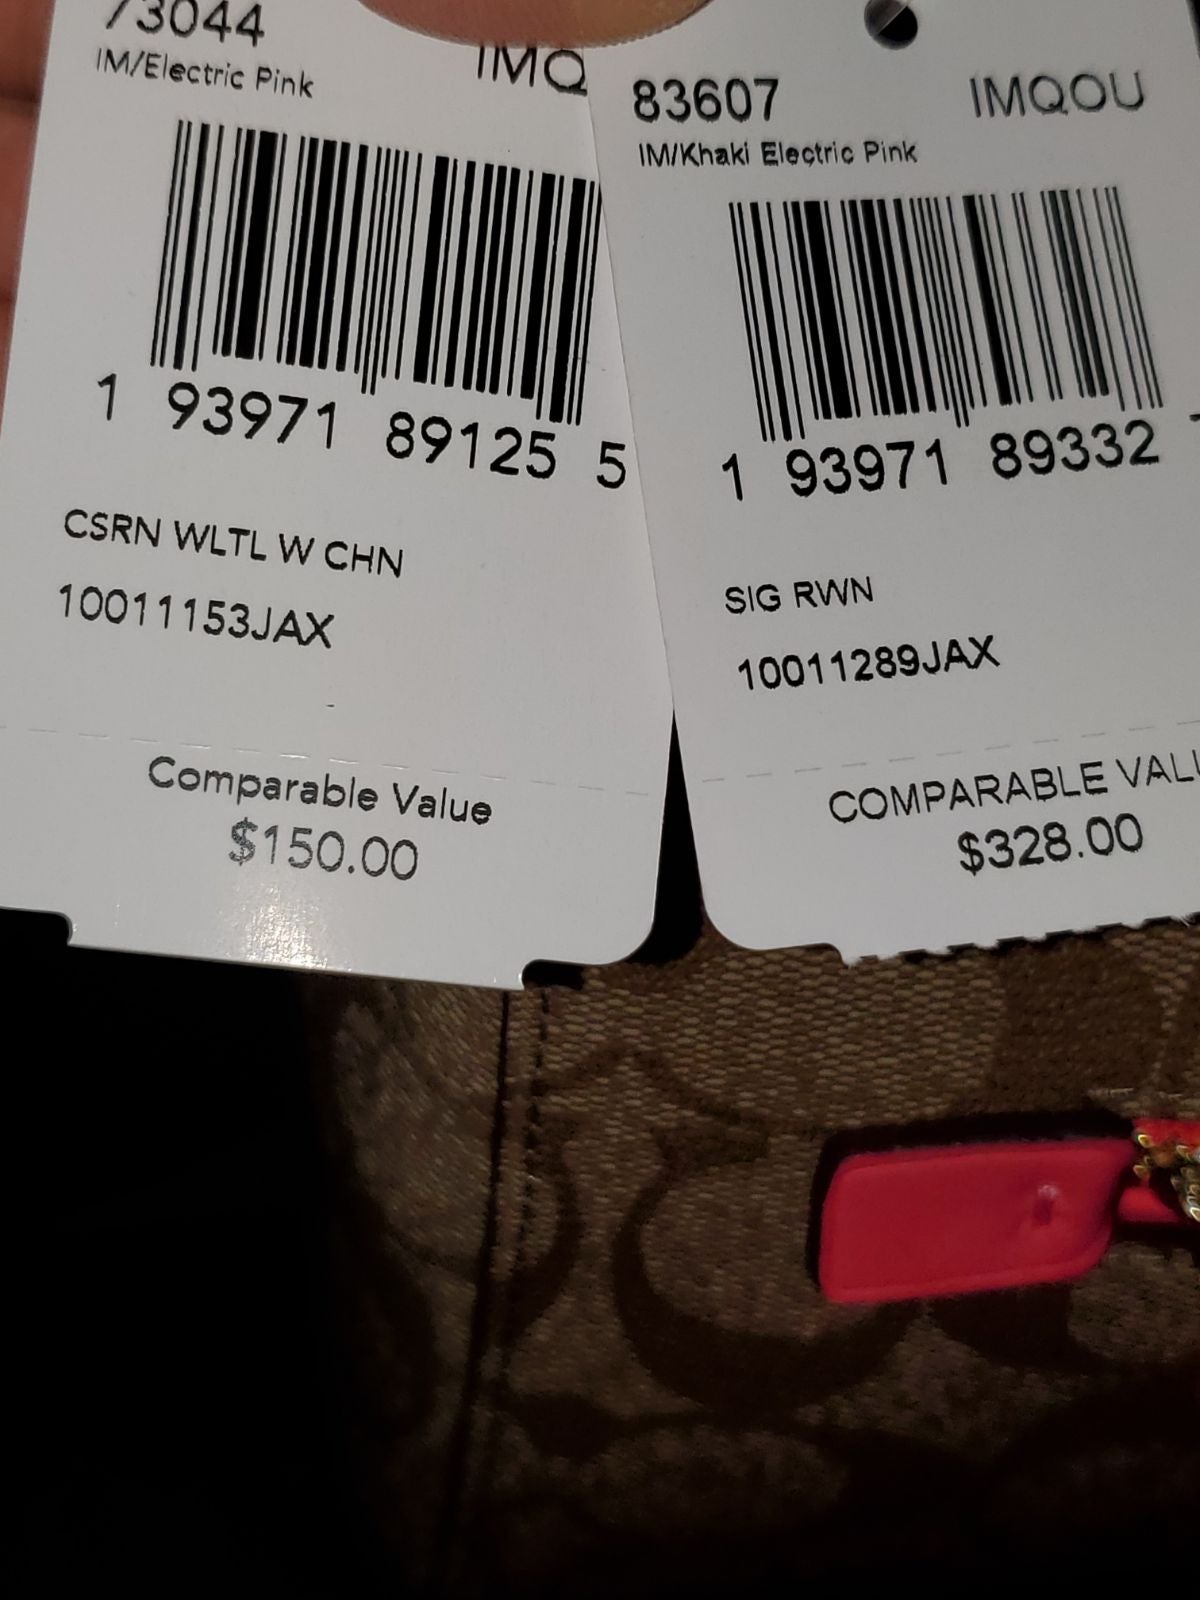 73044
IM/Electric Pink
IMQ
1 93971 89125 5
CSRN WLTL W CHN
10011153JAX
Comparable Value
$150.00
83607
IMQOU
IM/Khaki Electric Pink
1 93971 89332
SIG RWN
10011289JAX
COMPARABLE VALU
$328.00